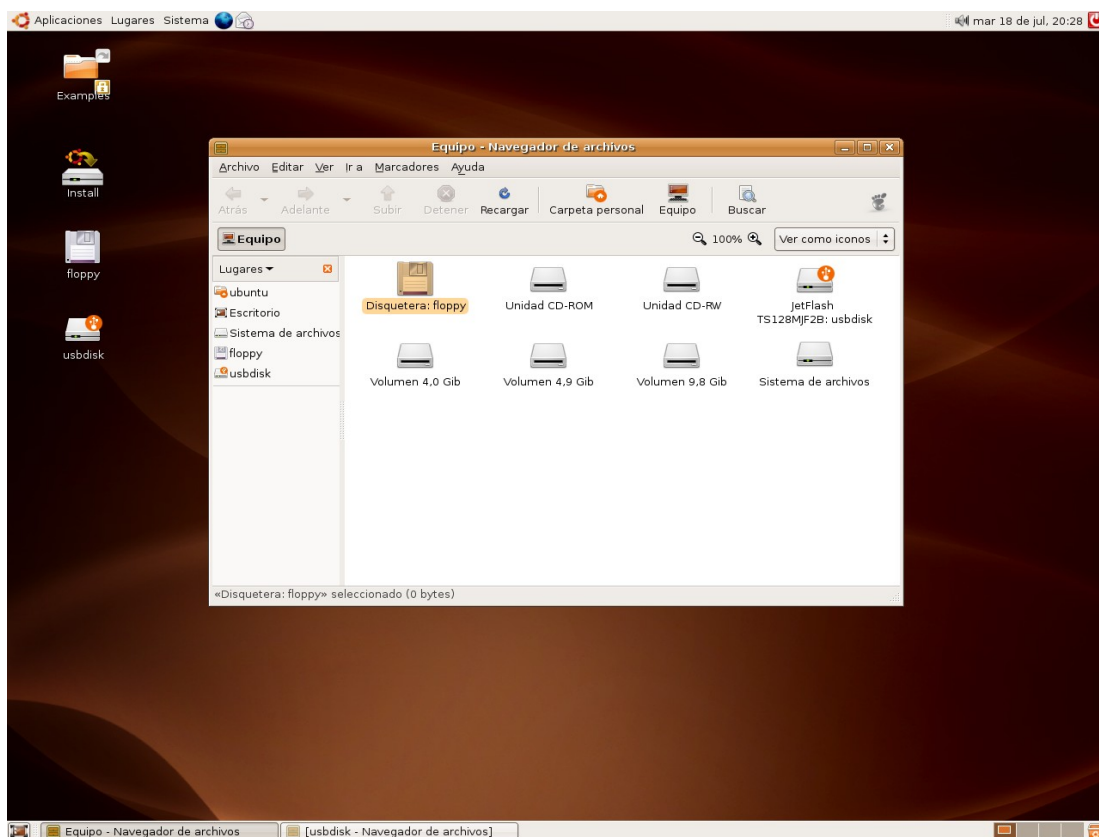 Aplicaciones Lugares Sistema mar 18 de jul, 20:28
Examples
Install
floppy
usbdisk
Equipo - Navegador de archivos
Archivo Editar Ver Ir a Marcadores Ayuda
Atrás Adelante Subir Detener Recargar Carpeta personal Equipo Buscar
Equipo 100% Ver como iconos
Lugares
ubuntu
Escritorio
Sistema de archivos
floppy
usbdisk
Disquetera: floppy Unidad CD-ROM Unidad CD-RW JetFlash
TS128MJF2B: usbdisk
Volumen 4,0 Gib Volumen 4,9 Gib Volumen 9,8 Gib Sistema de archivos
«Disquetera: floppy» seleccionado (0 bytes)
Equipo - Navegador de archivos [usbdisk - Navegador de archivos]